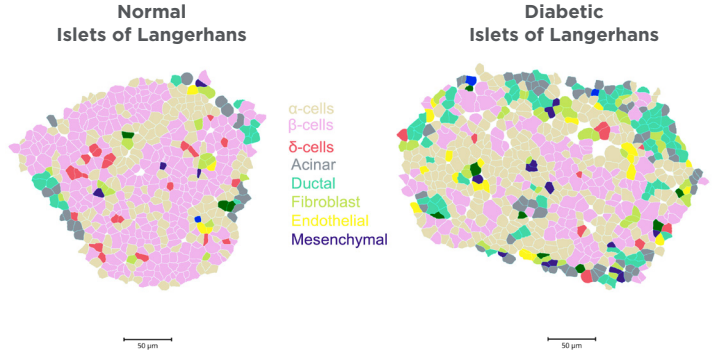 Normal
Islets of Langerhans
Diabetic
Islets of Langerhans
α-cells
β-cells
δ-cells
Acinar
Ductal
Fibroblast
Endothelial
Mesenchymal
50 µm
50 µm